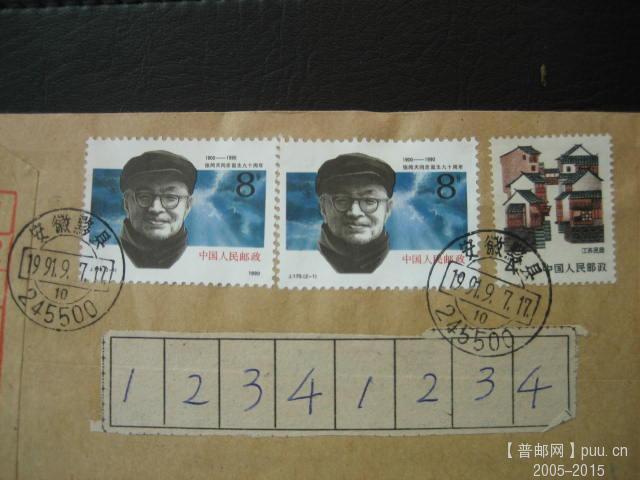 1900—1990
张闻天同志诞生九十周年
8分
中国人民邮政
1990
1900—1990
张闻天同志诞生九十周年
8分
中国人民邮政
J.170.(2-1)
江苏民居
中国人民邮政
安徽黟县
1991.9.7.17.
10
245500
安徽黟县
1991.9.7.17.
10
245500
1 2 3 4 1 2 3 4
【普邮网】puu.cn
2005-2015